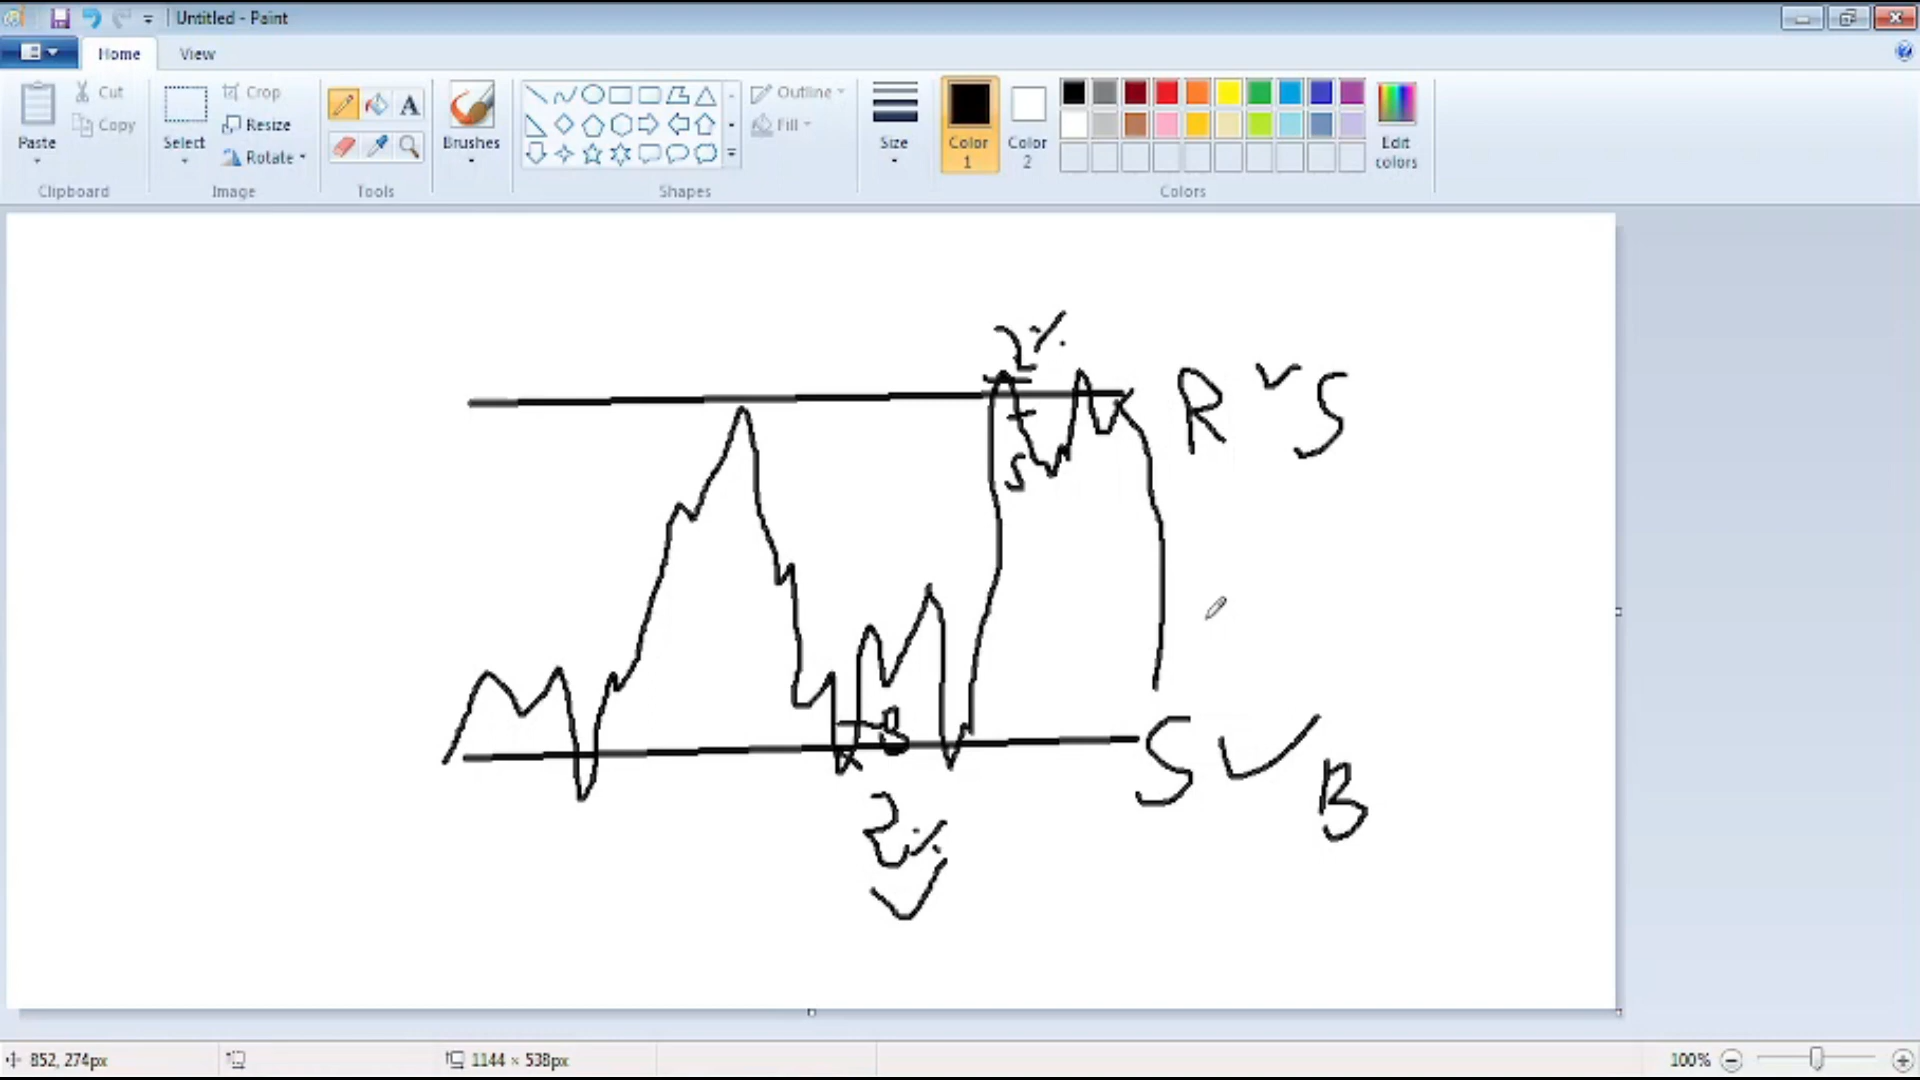 Untitled - Paint
Home View
Paste
Cut
Copy
Clipboard
Select
Crop
Resize
Rotate
Image
A
Tools
Brushes
Shapes
Outline
Fill
Size
Color 1
Color 2
Edit colors
Colors
2%
R S
S
B
S
B
2%
852, 274px
1144 × 538px
100%